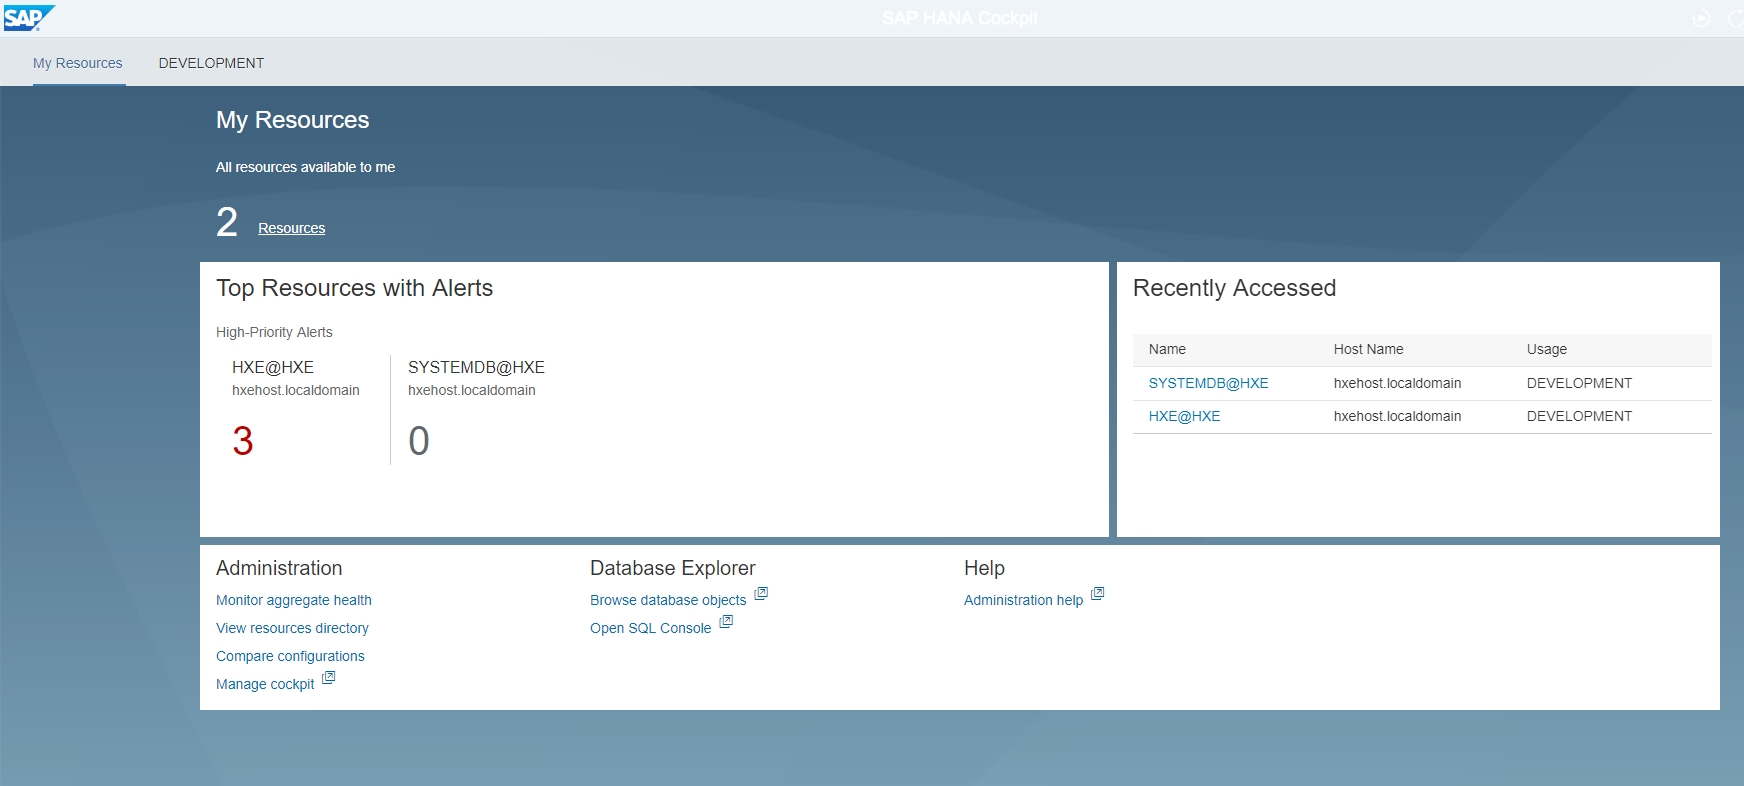 SAP
SAP HANA Cockpit
My Resources
DEVELOPMENT
My Resources
All resources available to me
2 Resources
Top Resources with Alerts
High-Priority Alerts
HXE@HXE
hxehost.localdomain
3
SYSTEMDB@HXE
hxehost.localdomain
0
Recently Accessed
Name Host Name Usage
SYSTEMDB@HXE hxehost.localdomain DEVELOPMENT
HXE@HXE hxehost.localdomain DEVELOPMENT
Administration
Monitor aggregate health
View resources directory
Compare configurations
Manage cockpit
Database Explorer
Browse database objects
Open SQL Console
Help
Administration help